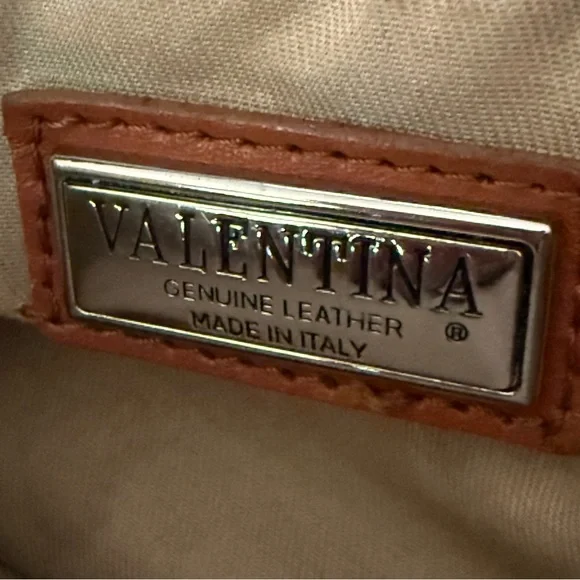 VALENTINA
GENUINE LEATHER
MADE IN ITALY ®